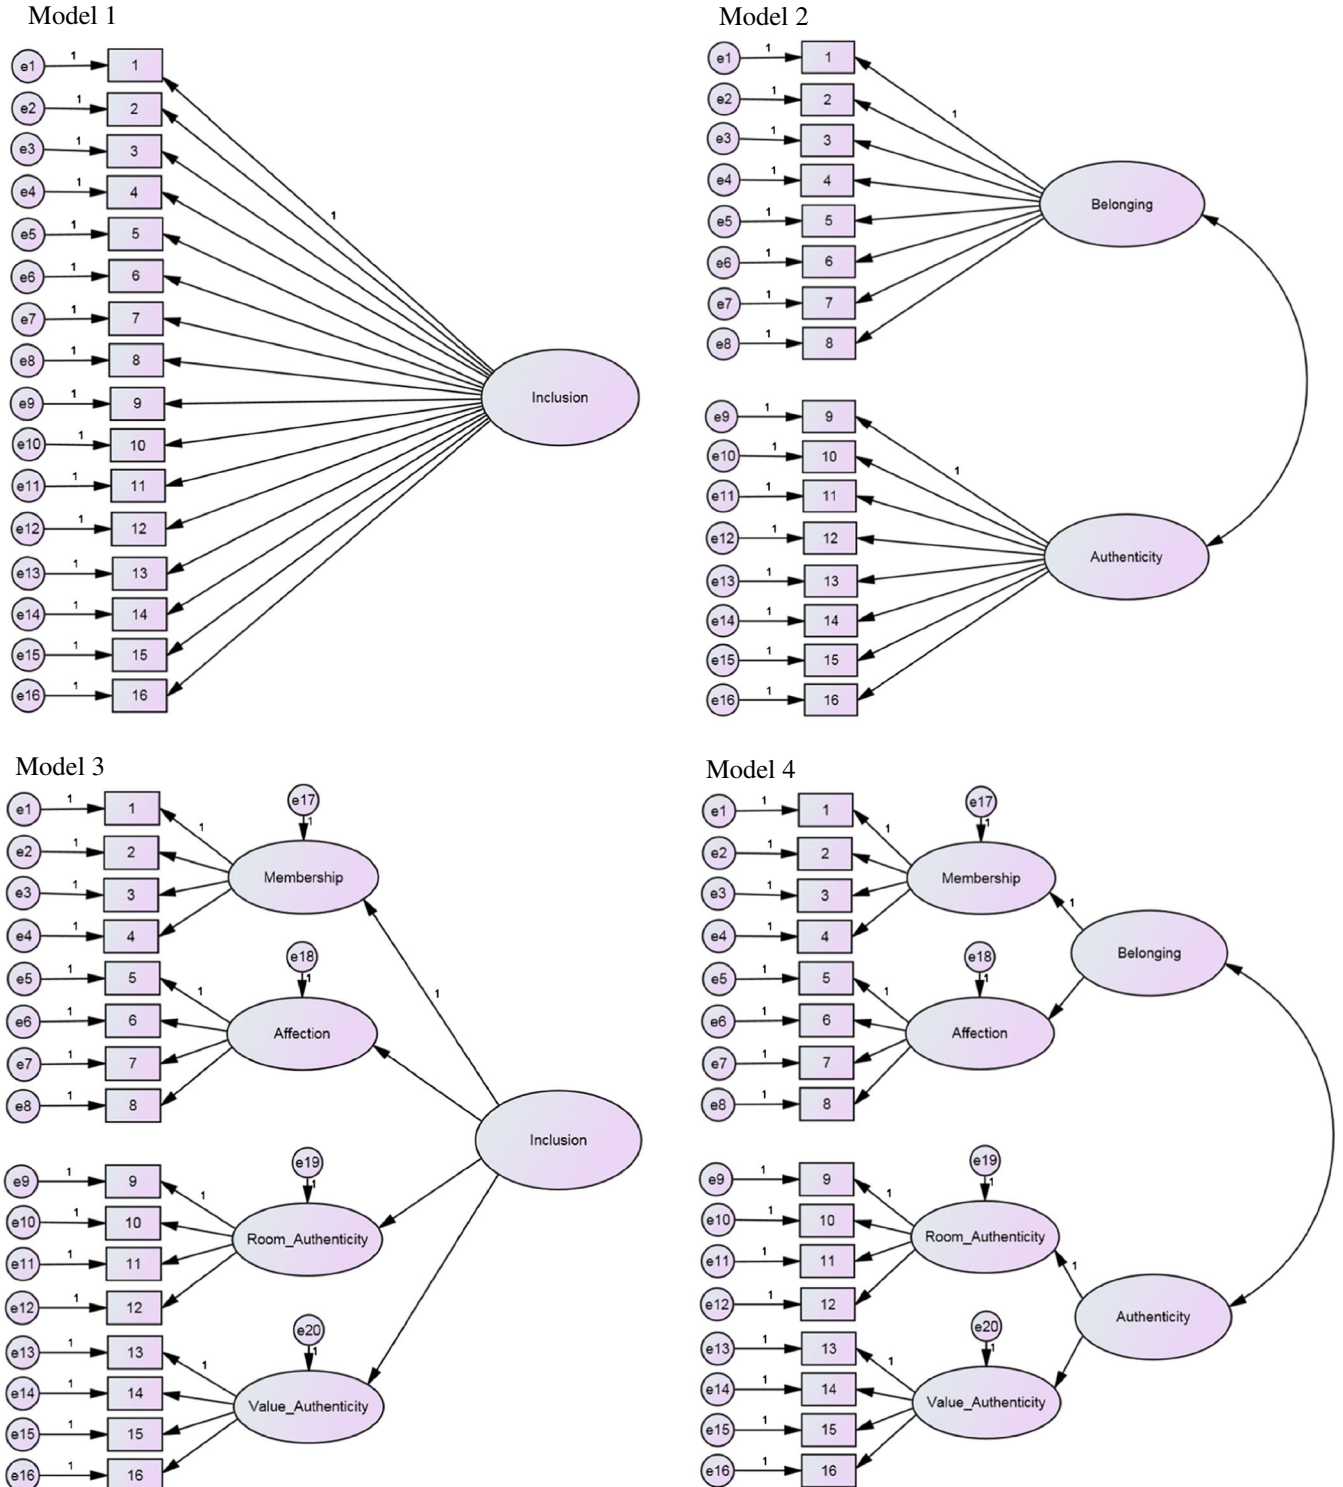 Model 1
e1 1 1
e2 1 2
e3 1 3
e4 1 4
1
e5 1 5
e6 1 6
e7 1 7
e8 1 8
e9 1 9
Inclusion
e10 1 10
e11 1 11
e12 1 12
e13 1 13
e14 1 14
e15 1 15
e16 1 16
Model 2
e1 1 1
e2 1 2
1
e3 1 3
e4 1 4
Belonging
e5 1 5
e6 1 6
e7 1 7
e8 1 8
e9 1 9
e10 1 10
1
e11 1 11
e12 1 12
Authenticity
e13 1 13
e14 1 14
e15 1 15
e16 1 16
Model 3
e17
1
e1 1 1
1
e2 1 2
Membership
e3 1 3
e4 1 4
e18
1
e5 1 5
1
e6 1 6
Affection
e7 1 7
e8 1 8
1
Inclusion
e19
1
e9 1 9
1
e10 1 10
Room_Authenticity
e11 1 11
e12 1 12
e20
1
e13 1 13
1
e14 1 14
Value_Authenticity
e15 1 15
e16 1 16
Model 4
e17
1
e1 1 1
1
e2 1 2
Membership
e3 1 3
1
e4 1 4
Belonging
e18
1
e5 1 5
1
e6 1 6
Affection
e7 1 7
e8 1 8
e19
1
e9 1 9
1
e10 1 10
Room_Authenticity
e11 1 11
1
e12 1 12
Authenticity
e20
1
e13 1 13
1
e14 1 14
Value_Authenticity
e15 1 15
e16 1 16